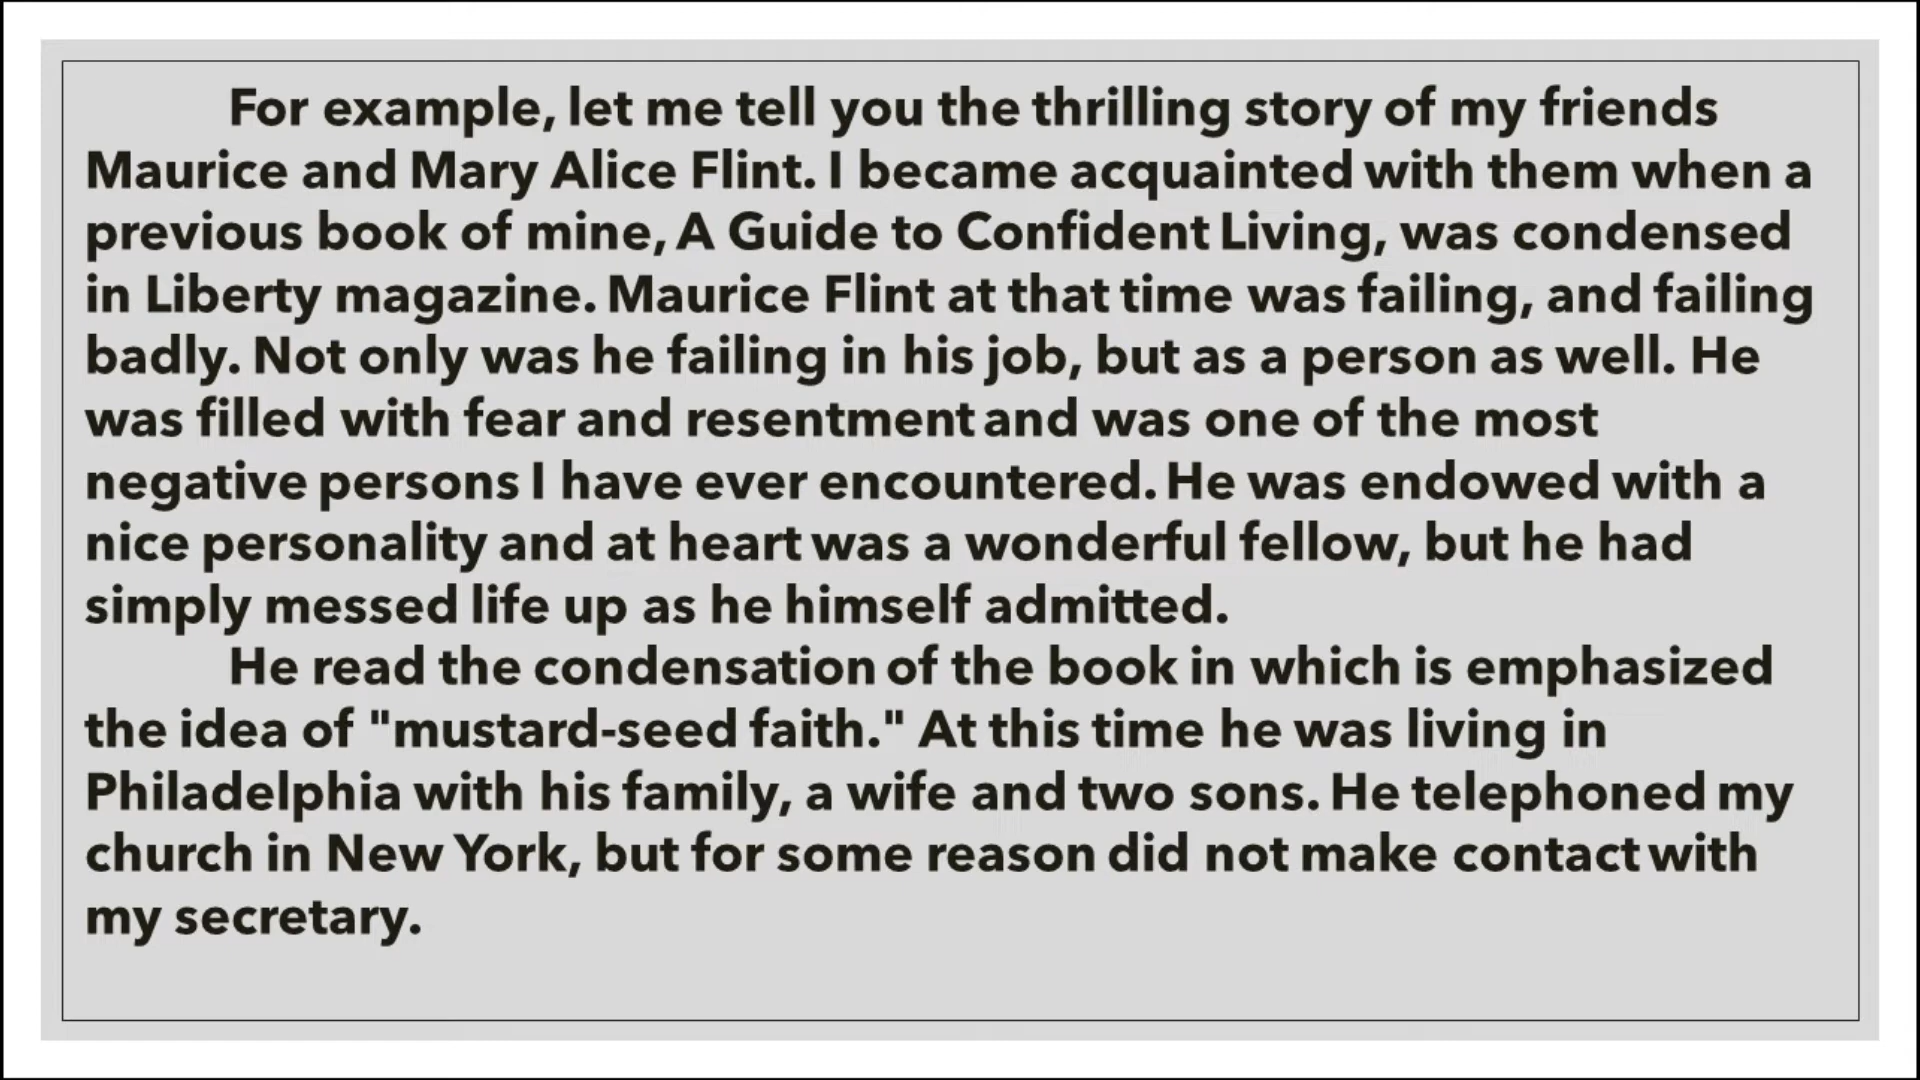 For example, let me tell you the thrilling story of my friends
Maurice and Mary Alice Flint. I became acquainted with them when a
previous book of mine, A Guide to Confident Living, was condensed
in Liberty magazine. Maurice Flint at that time was failing, and failing
badly. Not only was he failing in his job, but as a person as well. He
was filled with fear and resentment and was one of the most
negative persons I have ever encountered. He was endowed with a
nice personality and at heart was a wonderful fellow, but he had
simply messed life up as he himself admitted.
He read the condensation of the book in which is emphasized
the idea of "mustard-seed faith." At this time he was living in
Philadelphia with his family, a wife and two sons. He telephoned my
church in New York, but for some reason did not make contact with
my secretary.